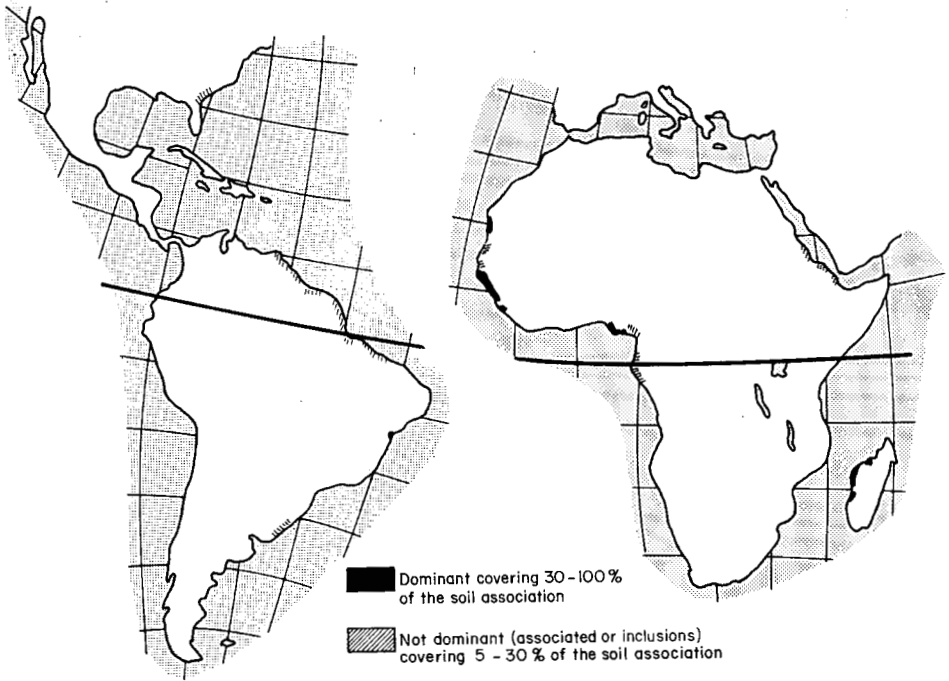 Dominant covering 30-100%
of the soil association
Not dominant (associated or inclusions)
covering 5 - 30% of the soil association